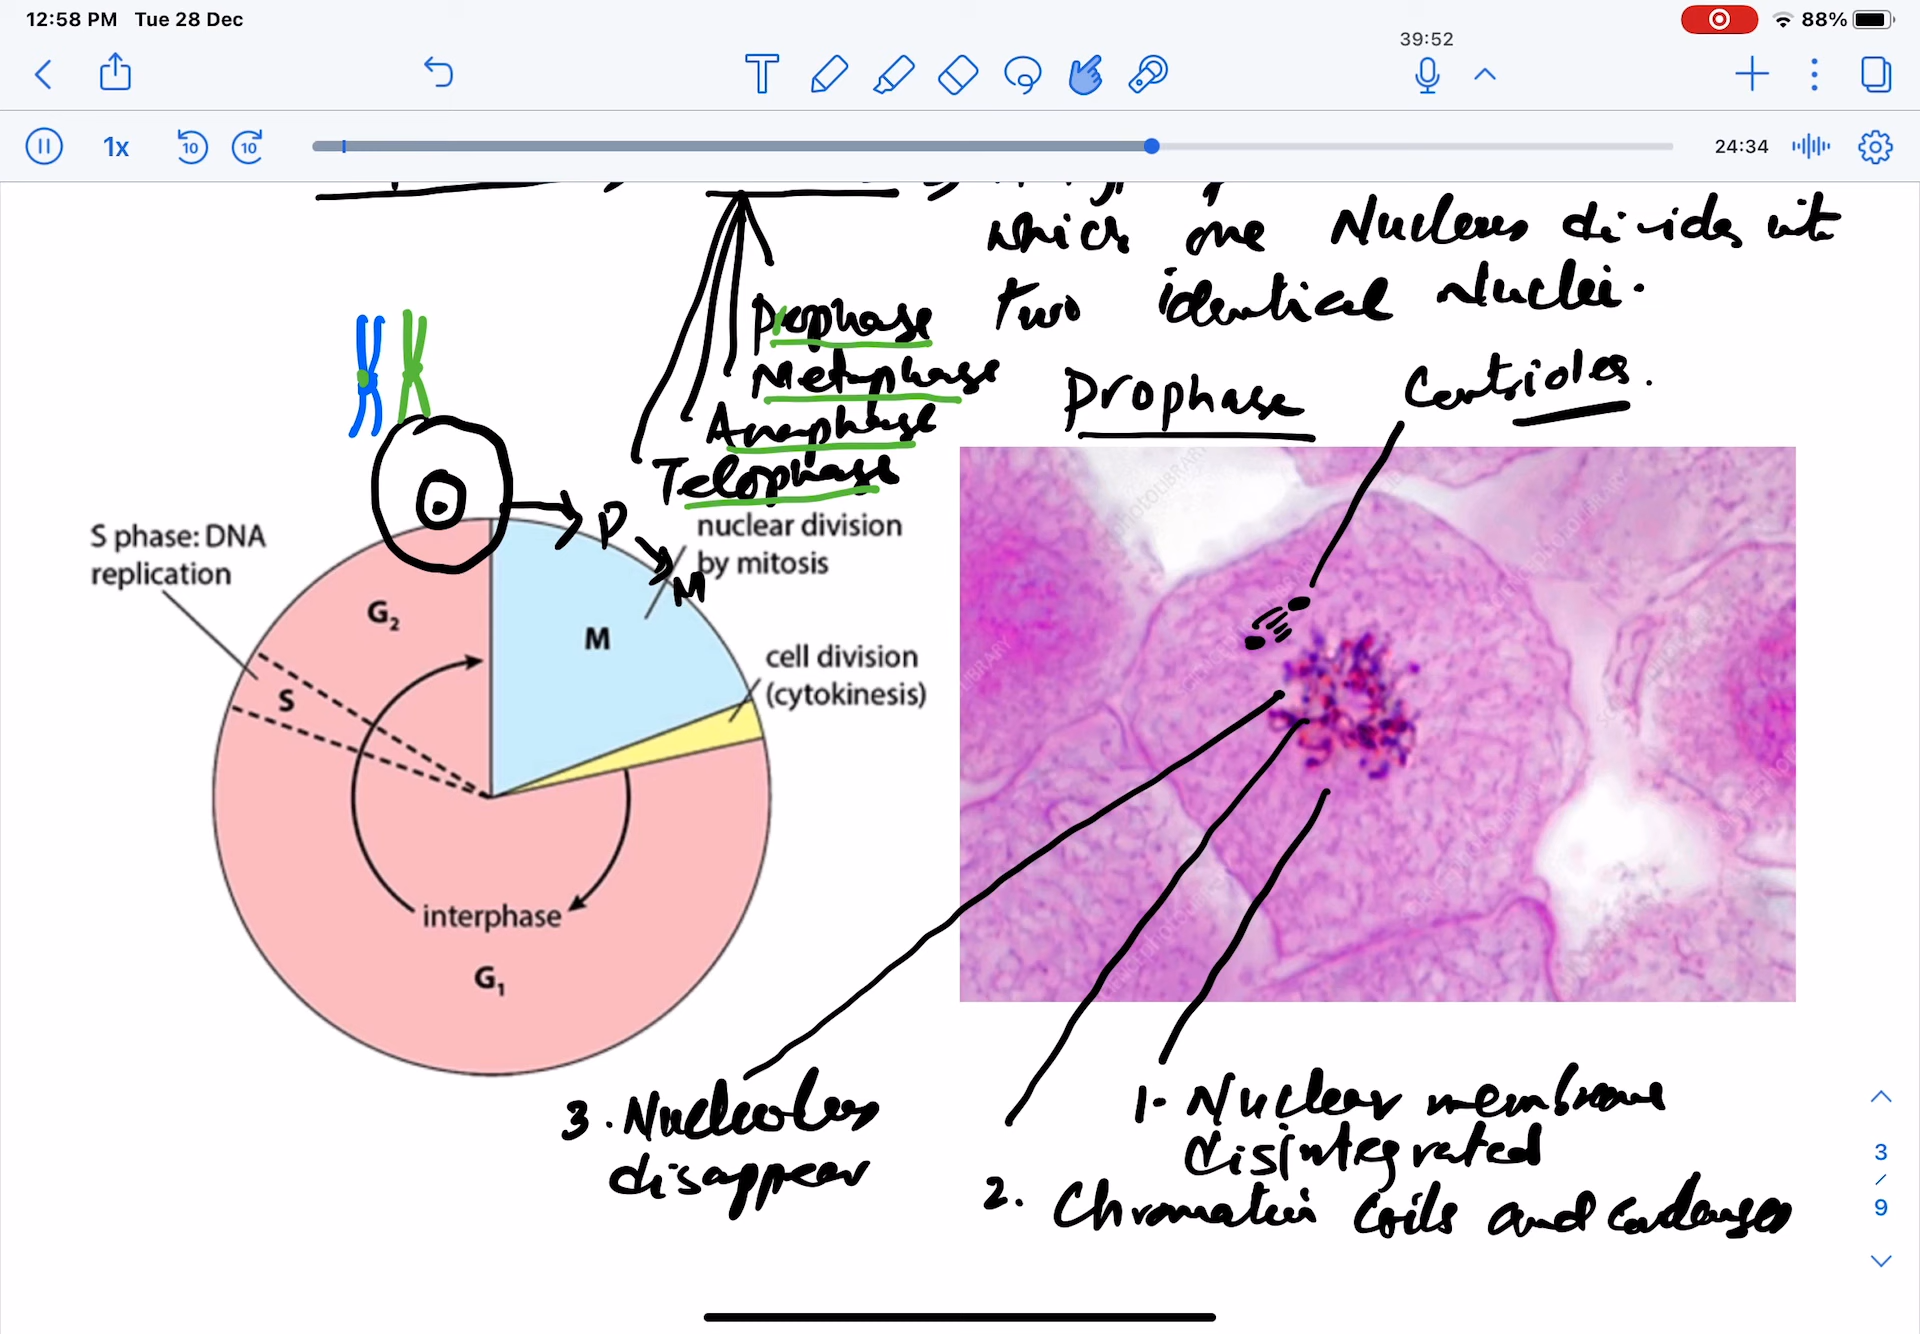 12:58 PM Tue 28 Dec
88%
39:52
1x
10
10
24:34
which one Nucleus divides into
two identical Nuclei.
Prophase
Metaphase
Anaphase
Telophase
Prophase
Centrioles.
P
M
S phase: DNA
replication
nuclear division
by mitosis
G₂
M
S
cell division
(cytokinesis)
interphase
G₁
3. Nucleolus
disappear
1. Nuclear membrane
disintegrated
2. Chromatin coils and condenses
3
/
9